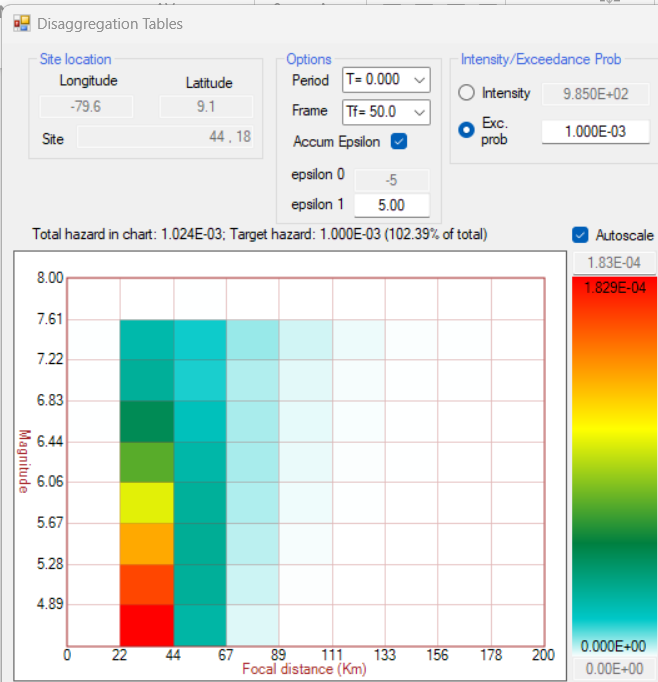 Disaggregation Tables
Site location
Longitude Latitude
-79.6 9.1
Site 44 , 18
Options
Period T= 0.000
Frame Tf= 50.0
Accum Epsilon
epsilon 0 -5
epsilon 1 5.00
Intensity/Exceedance Prob
Intensity 9.850E+02
Exc. prob 1.000E-03
Total hazard in chart: 1.024E-03; Target hazard: 1.000E-03 (102.39% of total)
Autoscale
1.83E-04
1.829E-04
8.00
7.61
7.22
6.83
6.44
6.06
5.67
5.28
4.89
Magnitude
0 22 44 67 89 111 133 156 178 200
Focal distance (Km)
0.000E+00
0.00E+00